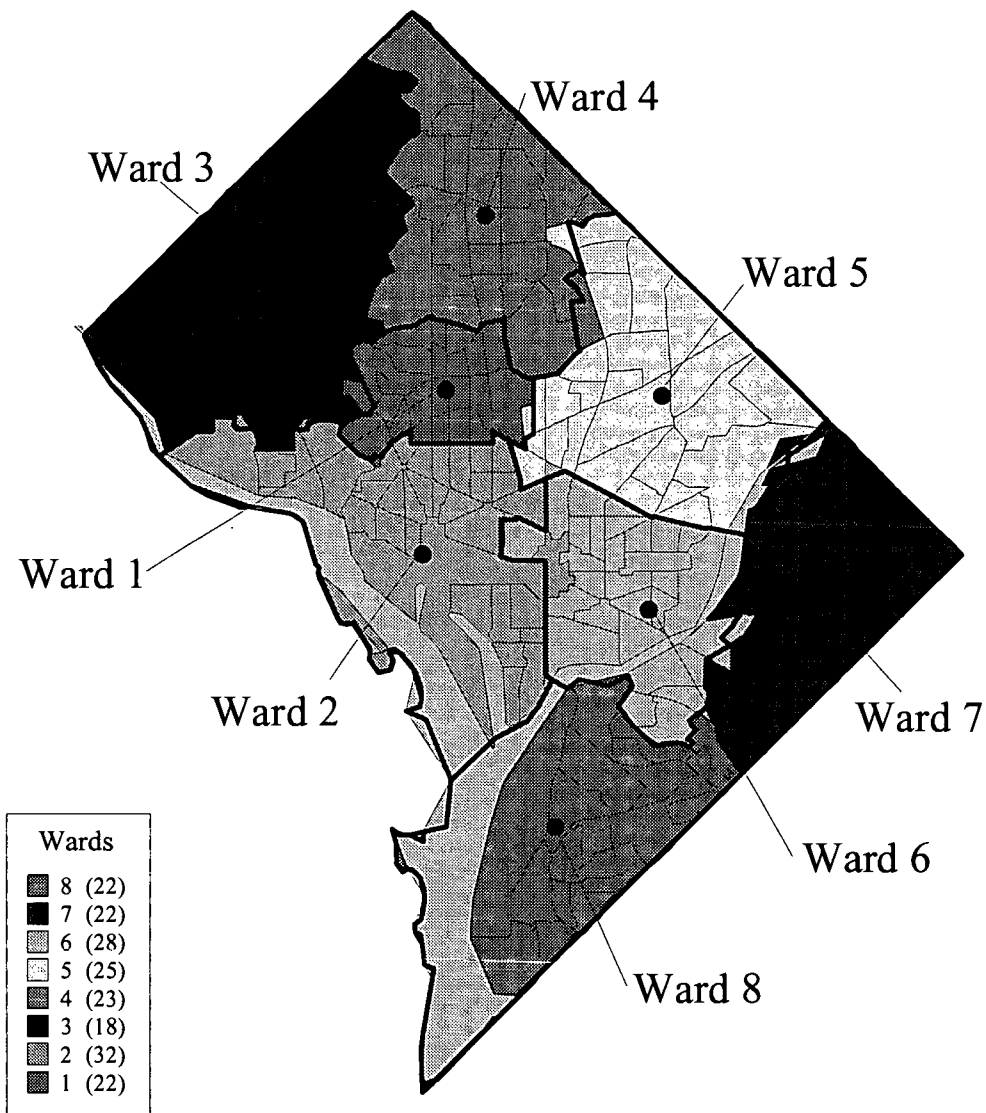 Ward 4
Ward 3
Ward 5
Ward 1
Ward 2
Ward 7
Ward 6
Ward 8
Wards
8 (22)
7 (22)
6 (28)
5 (25)
4 (23)
3 (18)
2 (32)
1 (22)